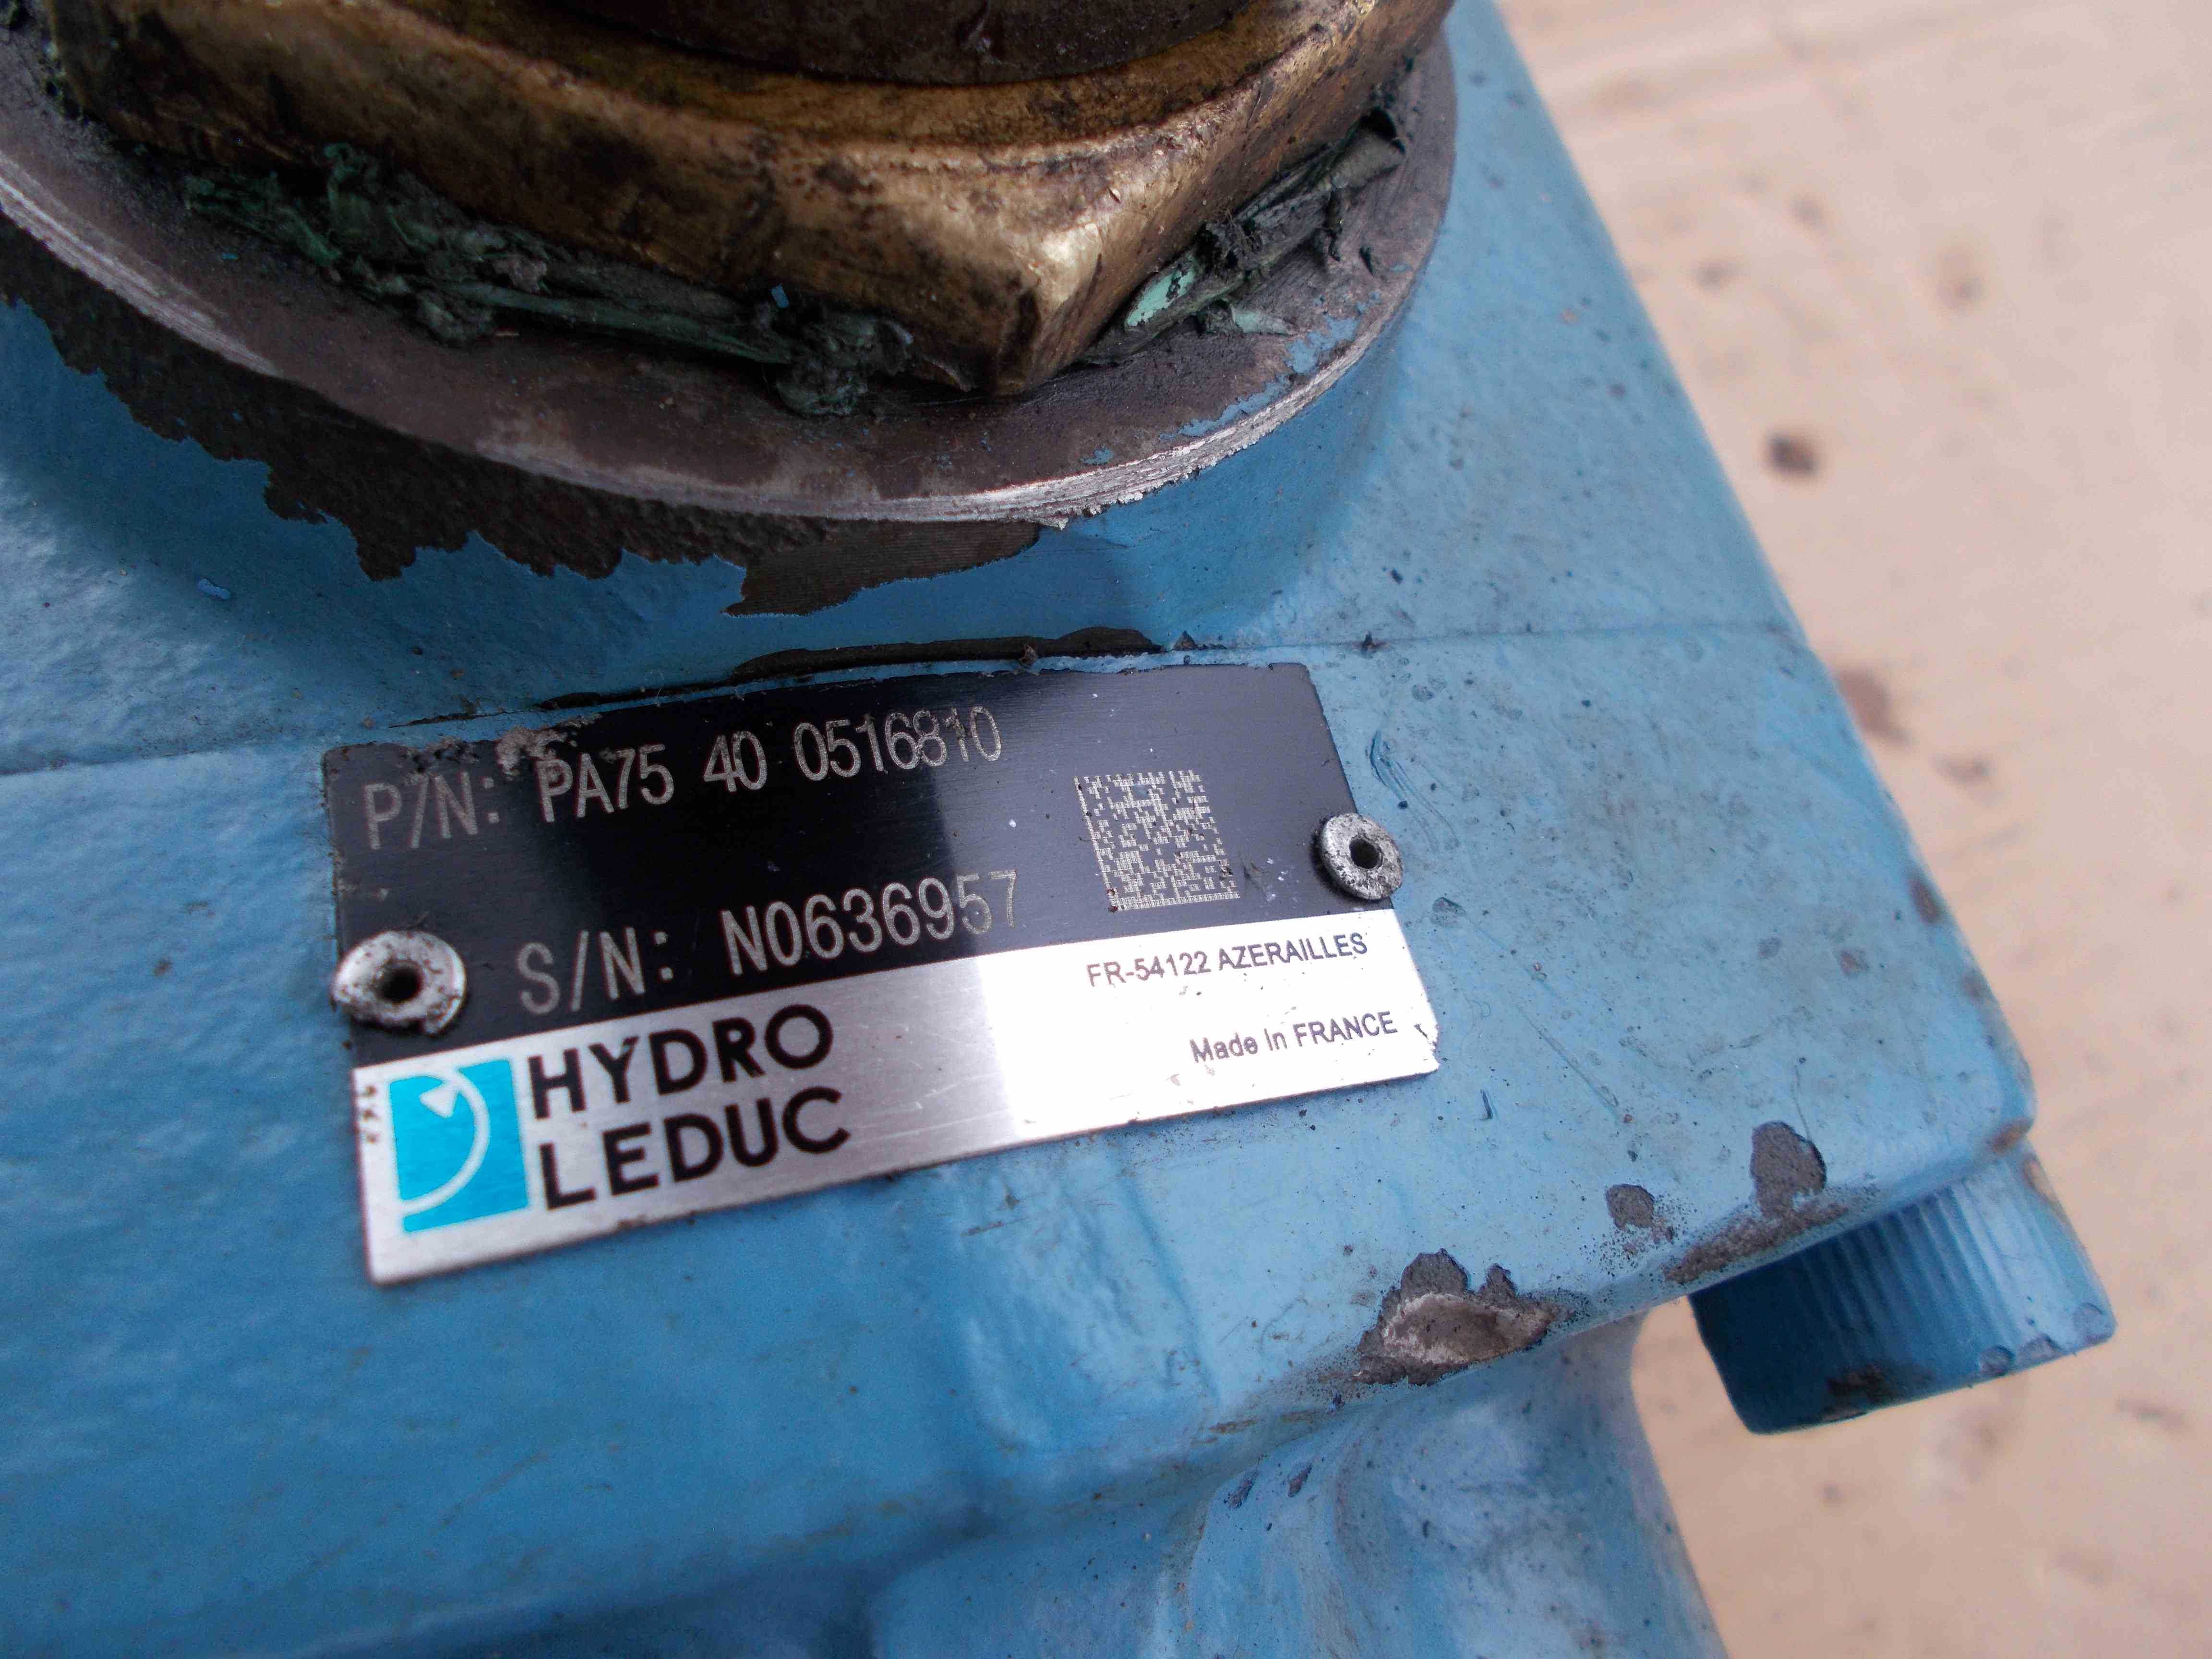 P/N: PA75 40 0516810
S/N: N0636957
FR-54122 AZERAILLES
Made In FRANCE
HYDRO
LEDUC